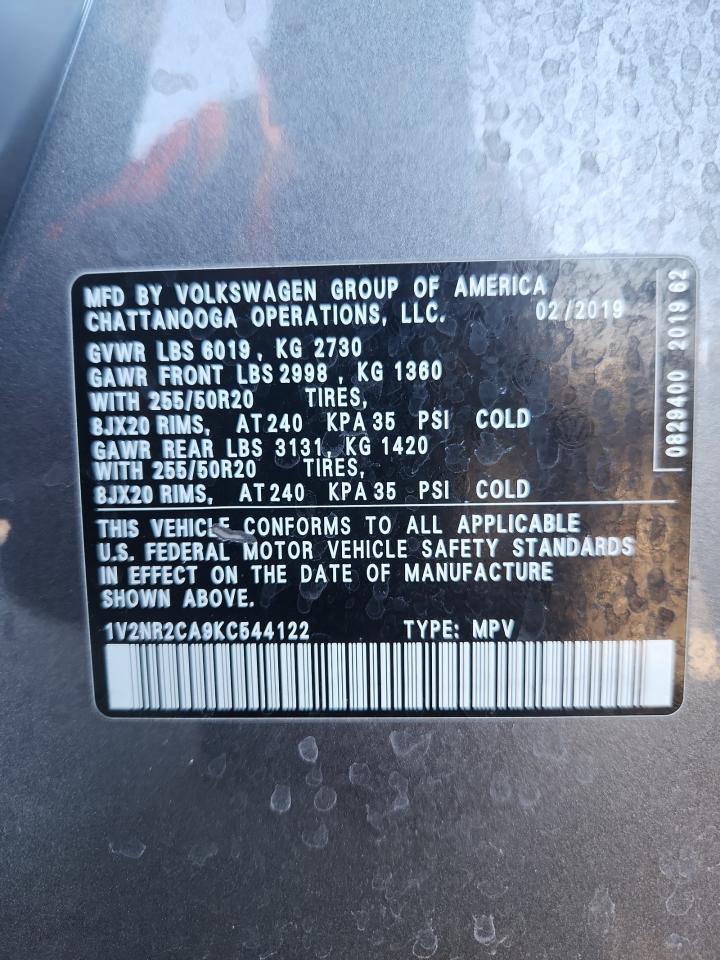 MFD BY VOLKSWAGEN GROUP OF AMERICA
CHATTANOOGA OPERATIONS, LLC. 02/2019
GVWR LBS 6019, KG 2730
GAWR FRONT LBS 2998, KG 1360
WITH 255/50R20 TIRES,
8JX20 RIMS, AT 240 KPA 35 PSI COLD
GAWR REAR LBS 3131, KG 1420
WITH 255/50R20 TIRES,
8JX20 RIMS, AT 240 KPA 35 PSI COLD
THIS VEHICLE CONFORMS TO ALL APPLICABLE
U.S. FEDERAL MOTOR VEHICLE SAFETY STANDARDS
IN EFFECT ON THE DATE OF MANUFACTURE
SHOWN ABOVE.
1V2NR2CA9KC544122 TYPE: MPV
0829400 2019 62